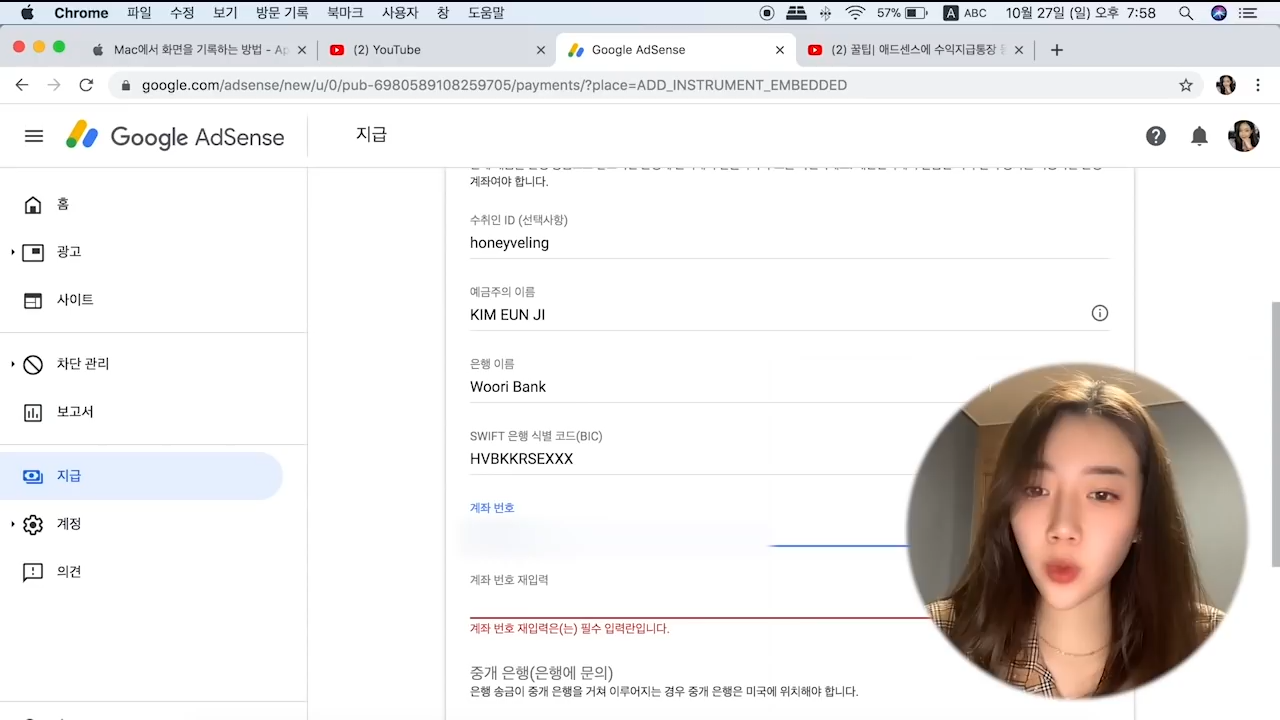 Chrome 파일 수정 보기 방문 기록 북마크 사용자 창 도움말 57% A ABC 10월 27일 (일) 오후 7:58
Mac에서 화면을 기록하는 방법 - Ap
(2) YouTube
Google AdSense
(2) 꿀팁| 애드센스에 수익지급통장
google.com/adsense/new/u/0/pub-6980589108259705/payments/?place=ADD_INSTRUMENT_EMBEDDED
Google AdSense
지급
계좌여야 합니다.
홈
광고
사이트
차단 관리
보고서
지급
계정
의견
수취인 ID (선택사항)
honeyveling
예금주의 이름
KIM EUN JI
은행 이름
Woori Bank
SWIFT 은행 식별 코드(BIC)
HVBKKRSEXXX
계좌 번호
계좌 번호 재입력
계좌 번호 재입력은(는) 필수 입력란입니다.
중개 은행(은행에 문의)
은행 송금이 중개 은행을 거쳐 이루어지는 경우 중개 은행은 미국에 위치해야 합니다.